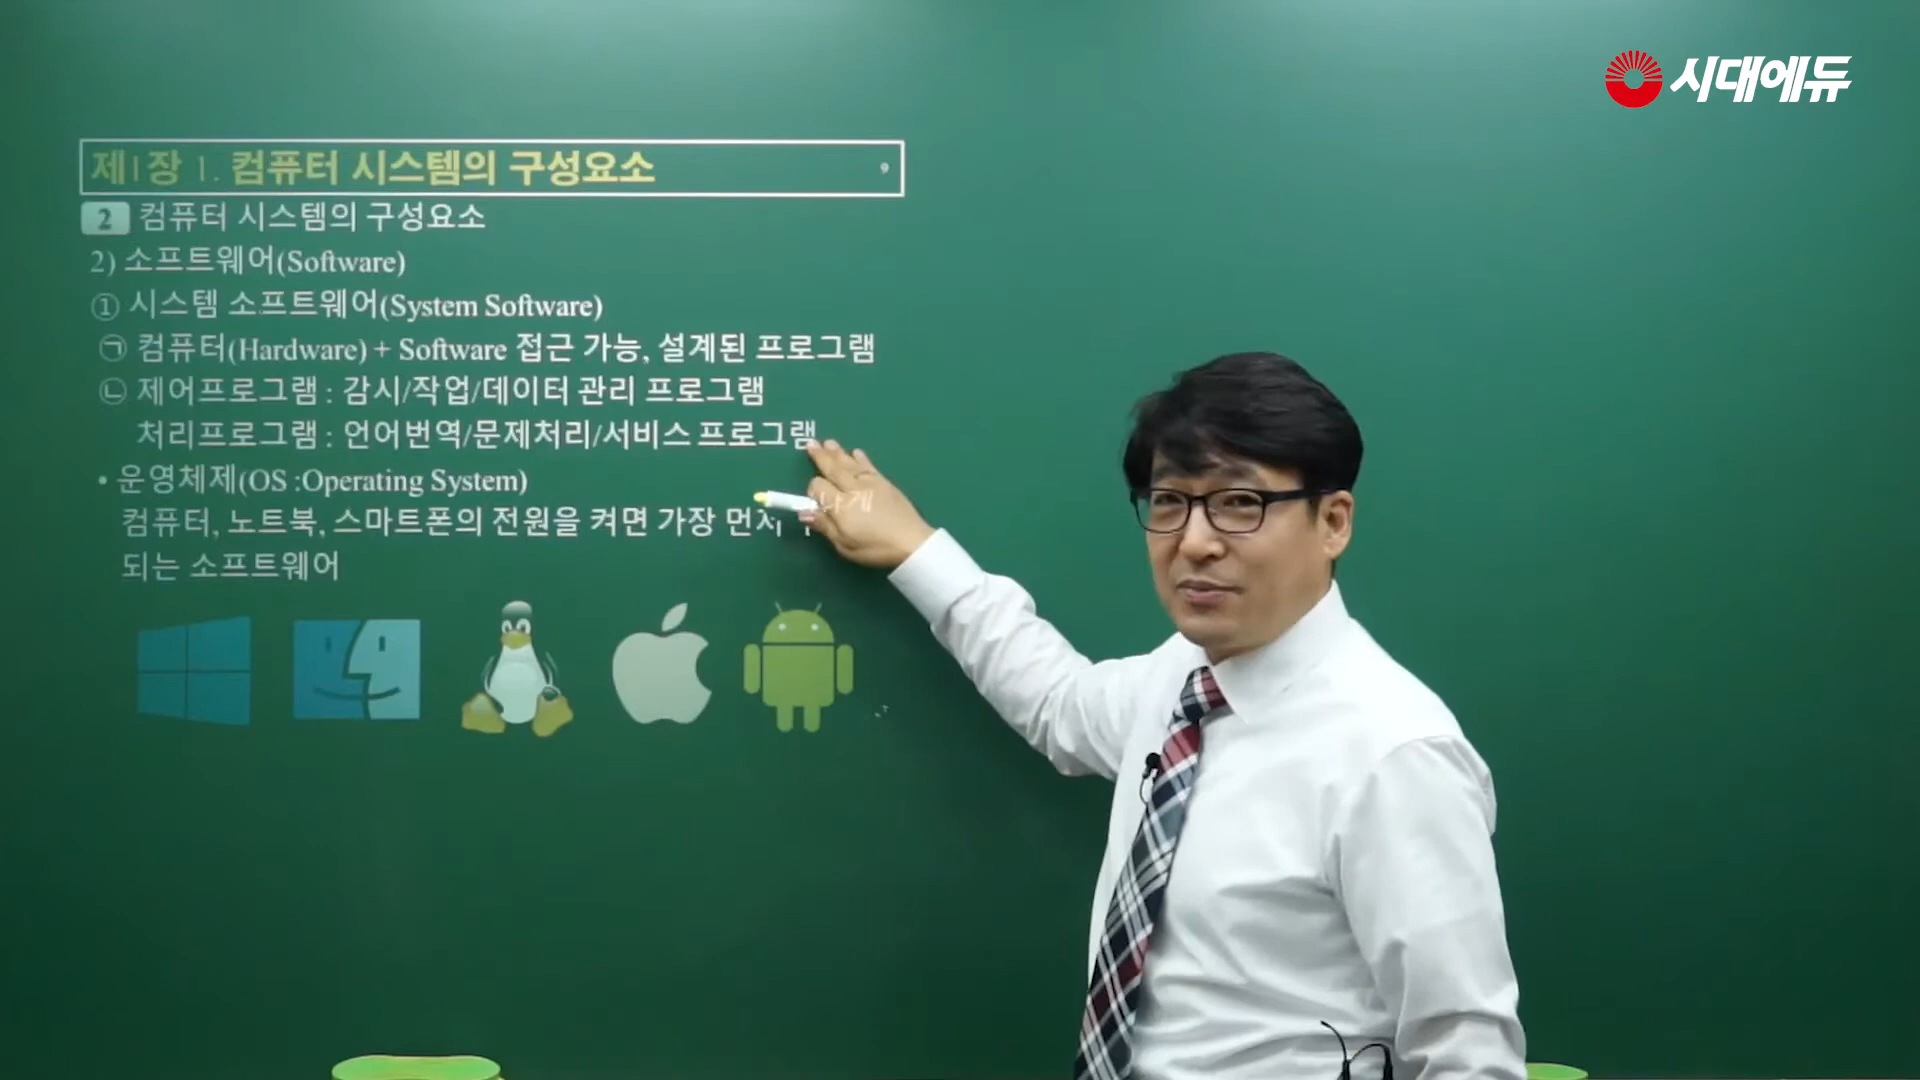 시대에듀
제1장 1. 컴퓨터 시스템의 구성요소
2 컴퓨터 시스템의 구성요소
2) 소프트웨어(Software)
① 시스템 소프트웨어(System Software)
㉠ 컴퓨터(Hardware) + Software 접근 가능, 설계된 프로그램
㉡ 제어프로그램 : 감시/작업/데이터 관리 프로그램
처리프로그램 : 언어번역/문제처리/서비스 프로그램
• 운영체제(OS :Operating System)
컴퓨터, 노트북, 스마트폰의 전원을 켜면 가장 먼저
되는 소프트웨어